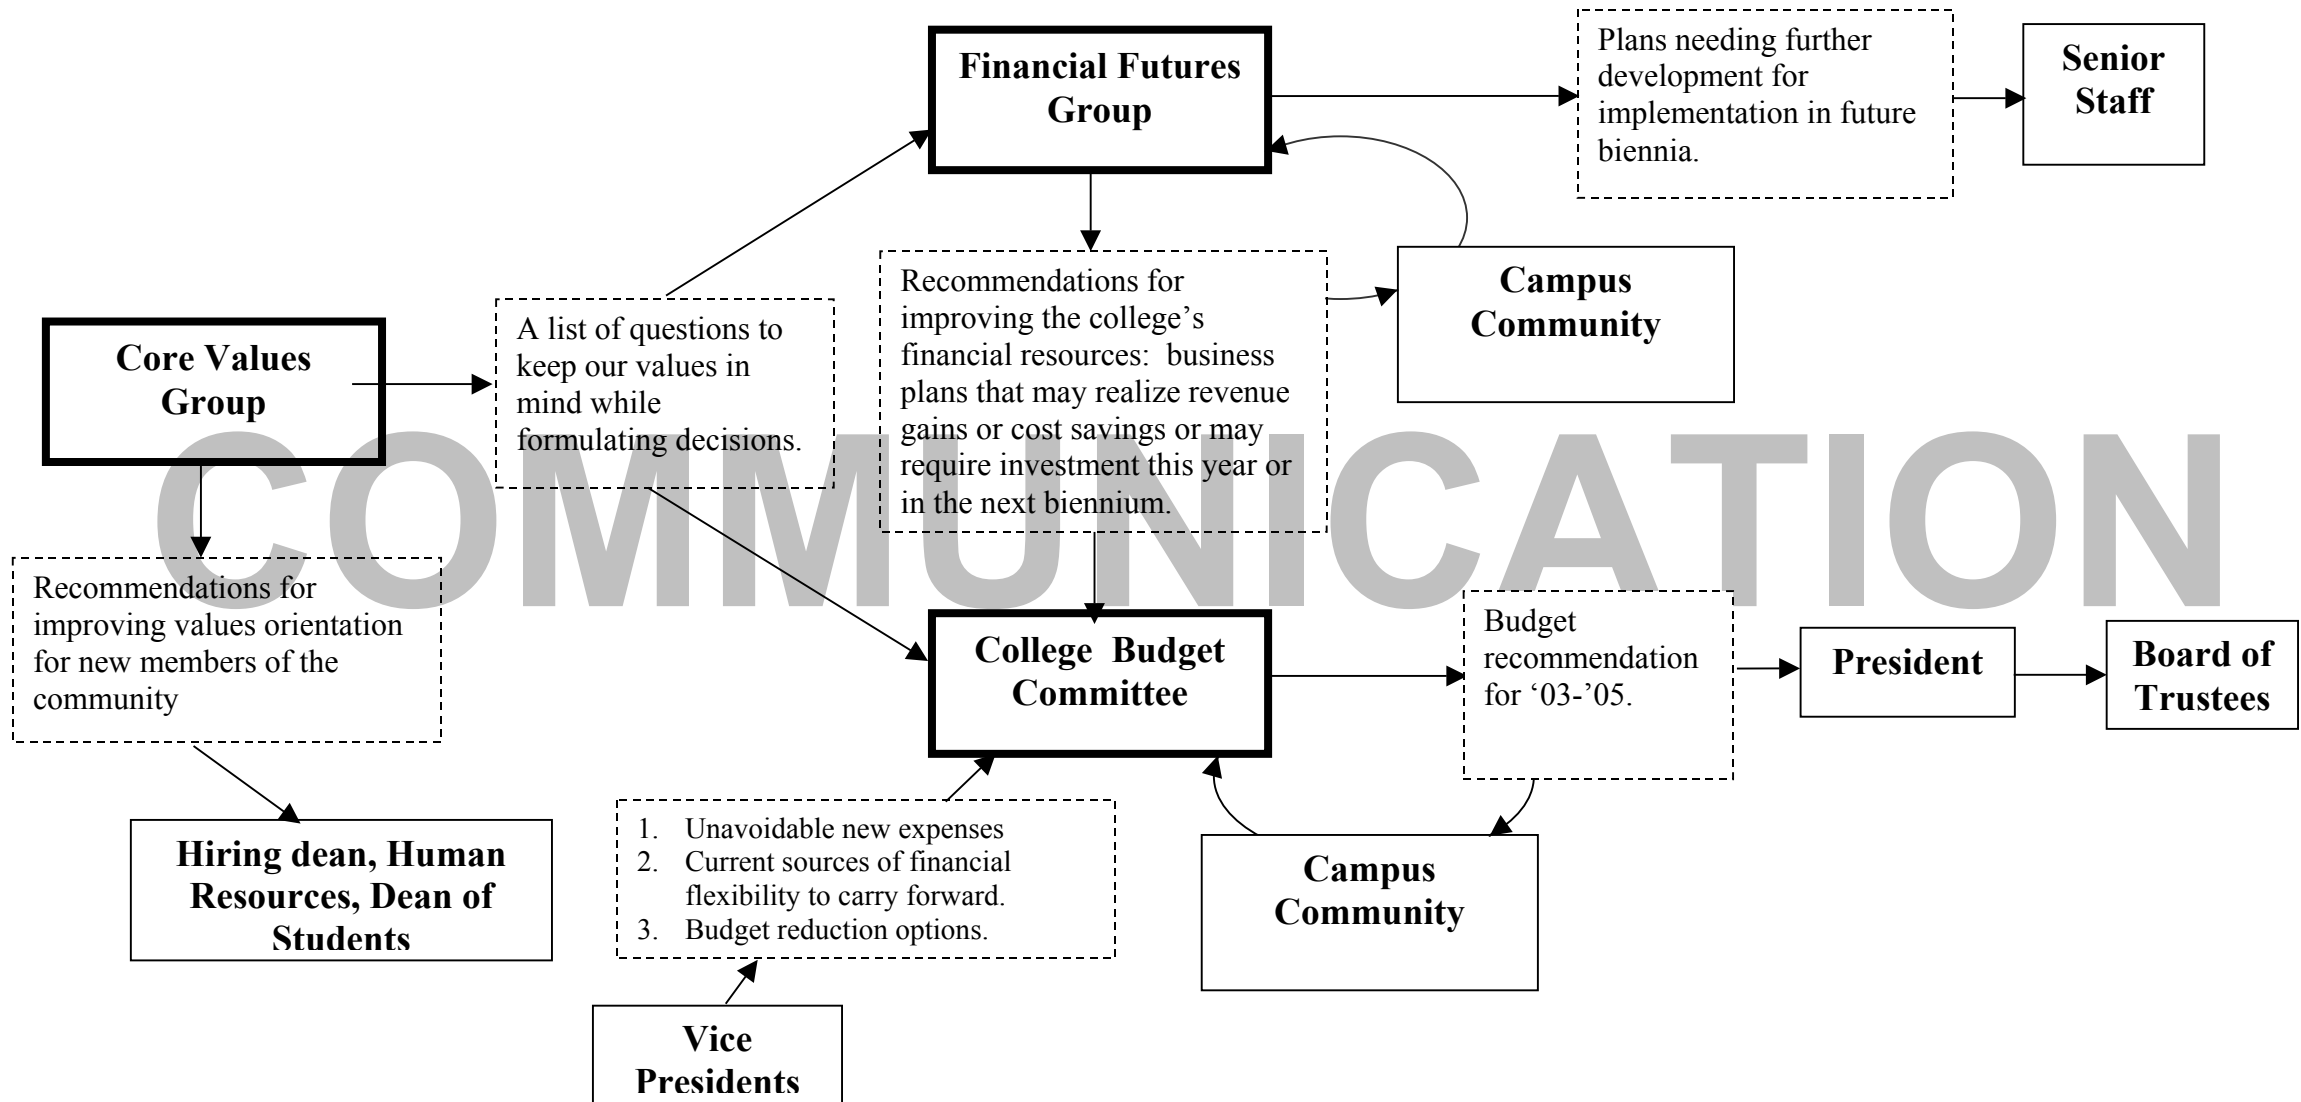 Financial Futures
Group
Plans needing further
development for
implementation in future
biennia.
Senior
Staff
Core Values
Group
A list of questions to
keep our values in
mind while
formulating decisions.
Recommendations for
improving the college’s
financial resources:  business
plans that may realize revenue
gains or cost savings or may
require investment this year or
in the next biennium.
Campus
Community
COMMUNICATION
Recommendations for
improving values orientation
for new members of the
community
College  Budget
Committee
Budget
recommendation
for ‘03-’05.
President
Board of
Trustees
Hiring dean, Human
Resources, Dean of
Students
1. Unavoidable new expenses
2. Current sources of financial
flexibility to carry forward.
3. Budget reduction options.
Campus
Community
Vice
Presidents